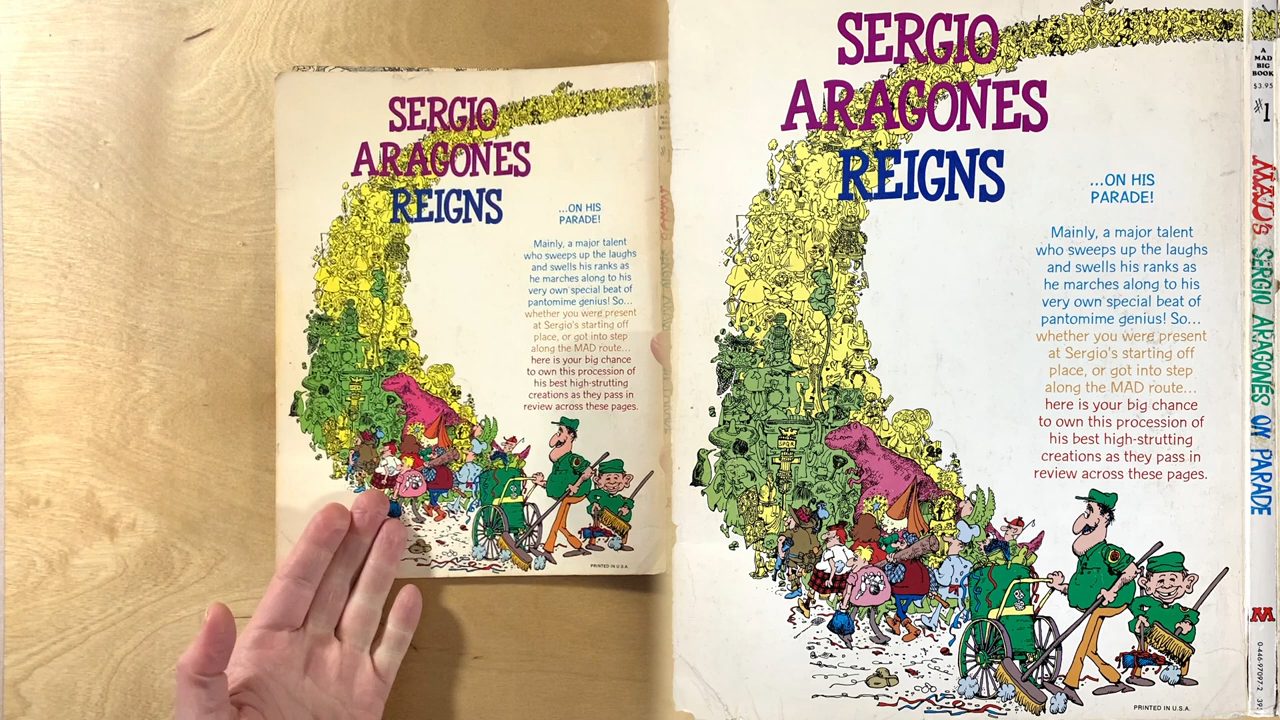 SERGIO
ARAGONES
REIGNS
...ON HIS
PARADE!
Mainly, a major talent
who sweeps up the laughs
and swells his ranks as
he marches along to his
very own special beat of
pantomime genius! So...
whether you were present
at Sergio's starting off
place, or got into step
along the MAD route...
here is your big chance
to own this procession of
his best high-strutting
creations as they pass in
review across these pages.
PRINTED IN U.S.A.
SERGIO
ARAGONES
REIGNS
...ON HIS
PARADE!
Mainly, a major talent
who sweeps up the laughs
and swells his ranks as
he marches along to his
very own special beat of
pantomime genius! So...
whether you were present
at Sergio's starting off
place, or got into step
along the MAD route...
here is your big chance
to own this procession of
his best high-strutting
creations as they pass in
review across these pages.
SPQR
PRINTED IN U.S.A.
A
MAD
BIG
BOOK
$3.95
#1
MAD's SERGIO ARAGONES ON PARADE
M
0-446-97097-2